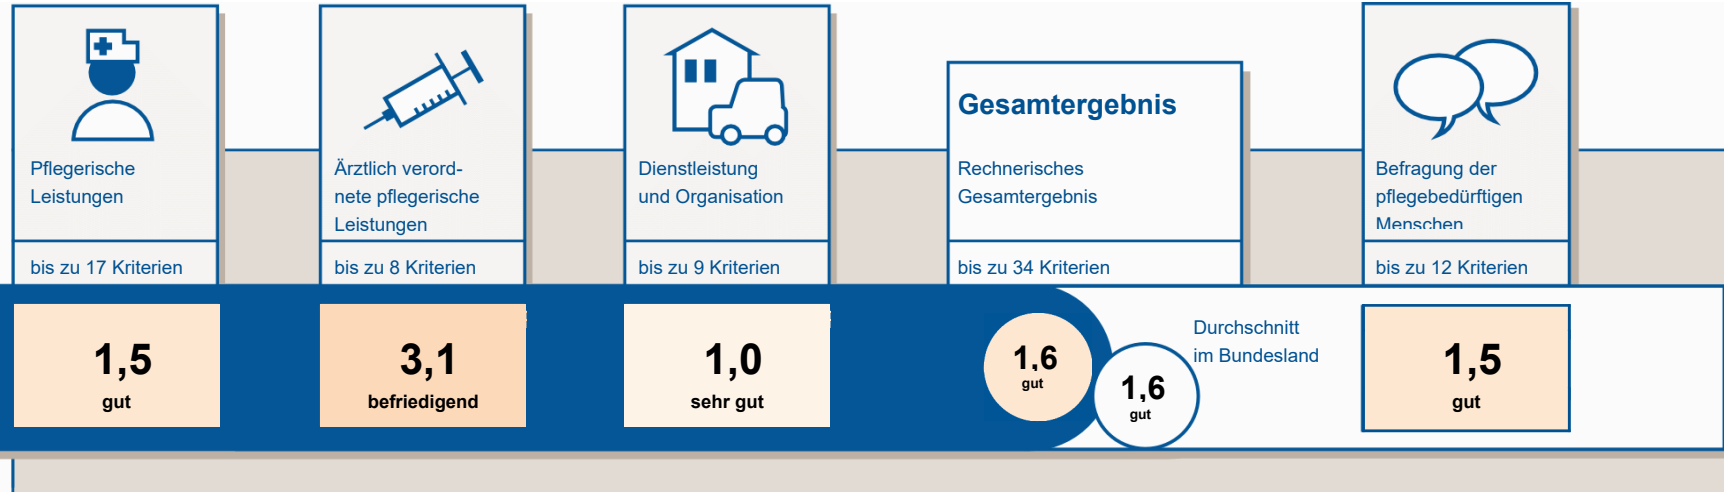 Pflegerische
Leistungen
bis zu 17 Kriterien
1,5
gut
Ärztlich verord-
nete pflegerische
Leistungen
bis zu 8 Kriterien
3,1
befriedigend
Dienstleistung
und Organisation
bis zu 9 Kriterien
1,0
sehr gut
Gesamtergebnis
Rechnerisches
Gesamtergebnis
bis zu 34 Kriterien
1,6
gut
1,6
gut
Durchschnitt
im Bundesland
Befragung der
pflegebedürftigen
Menschen
bis zu 12 Kriterien
1,5
gut